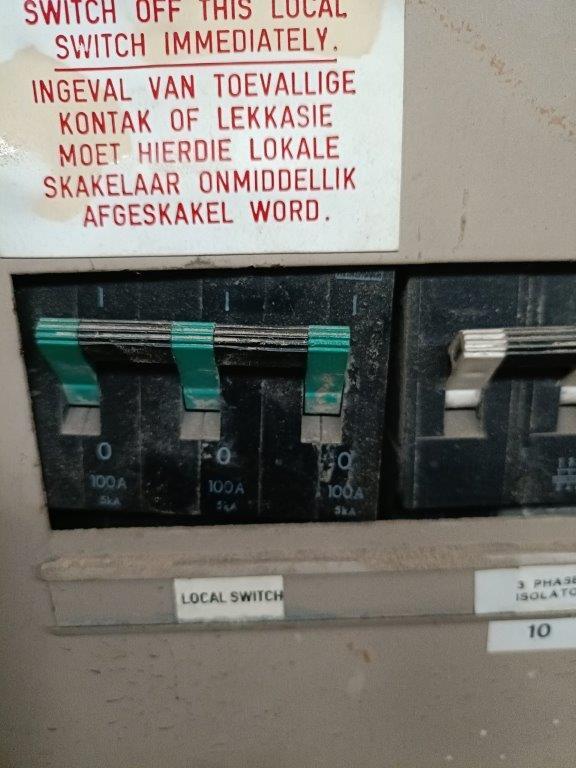 SWITCH OFF THIS LOCAL
SWITCH IMMEDIATELY.
INGEVAL VAN TOEVALLIGE
KONTAK OF LEKKASIE
MOET HIERDIE LOKALE
SKAKELAAR ONMIDDELLIK
AFGESKAKEL WORD.
I I I
O O O
100A 100A 100A
5kA 5kA 5kA
LOCAL SWITCH
3 PHASE
ISOLATO
10